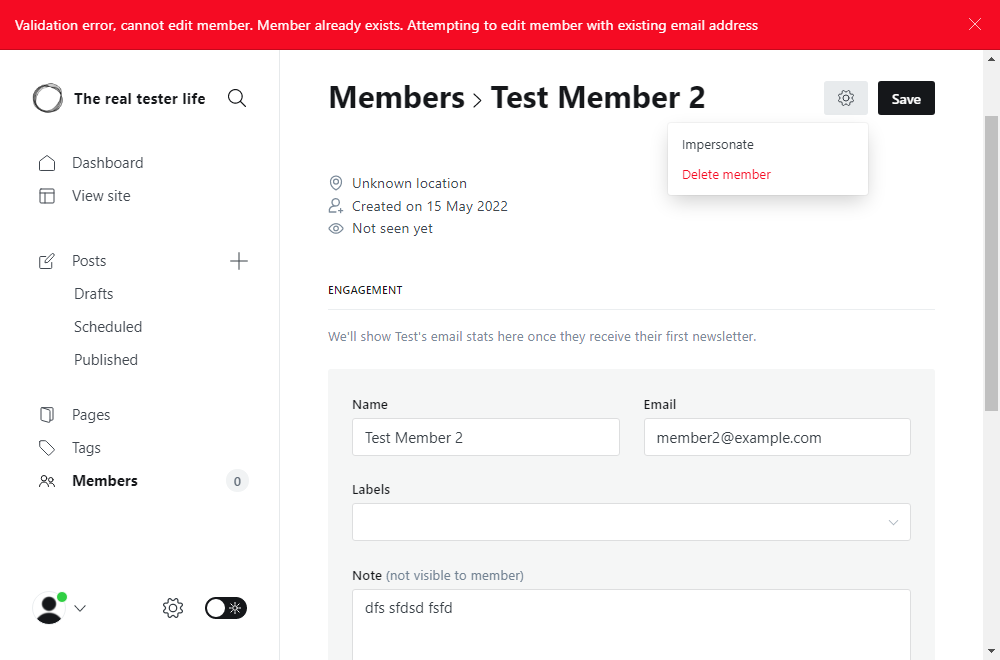 Validation error, cannot edit member. Member already exists. Attempting to edit member with existing email address
The real tester life
Dashboard
View site
Posts
Drafts
Scheduled
Published
Pages
Tags
Members 0
Members > Test Member 2
Save
Impersonate
Delete member
Unknown location
Created on 15 May 2022
Not seen yet
ENGAGEMENT
We'll show Test's email stats here once they receive their first newsletter.
Name
Test Member 2
Email
member2@example.com
Labels
Note (not visible to member)
dfs sfdsd fsfd